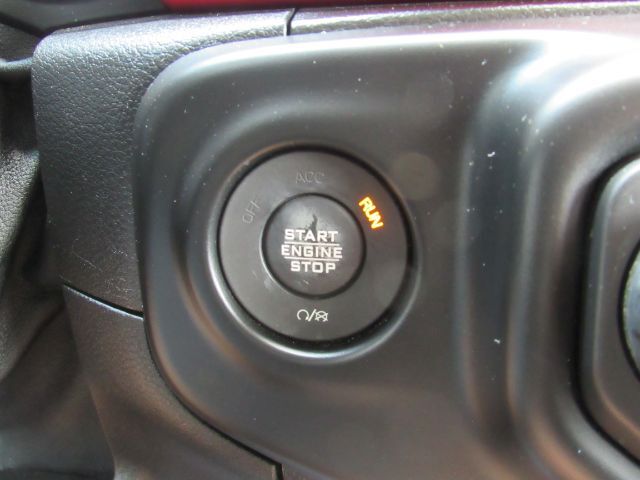 OFF
ACC
RUN
START
ENGINE
STOP